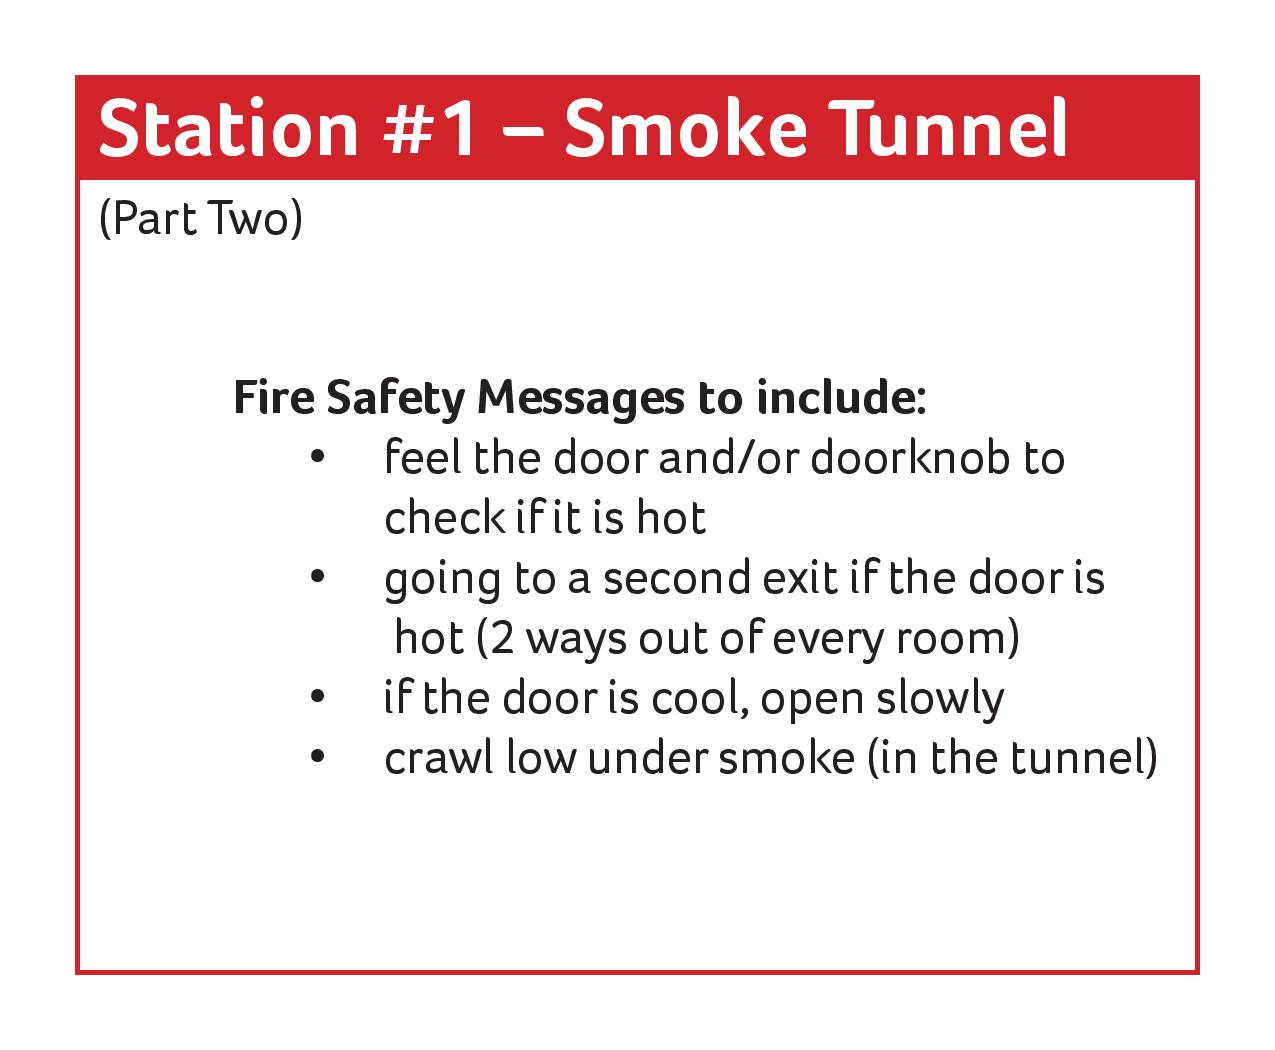 Station #1 – Smoke Tunnel
(Part Two)
Fire Safety Messages to include:
• feel the door and/or doorknob to
check if it is hot
• going to a second exit if the door is
hot (2 ways out of every room)
• if the door is cool, open slowly
• crawl low under smoke (in the tunnel)